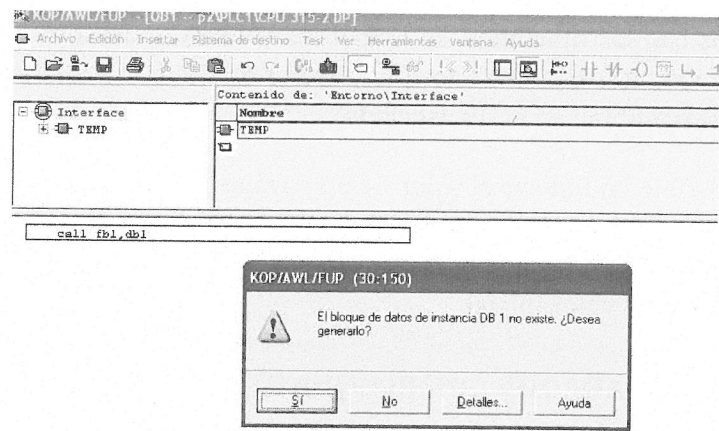 KOP/AWL/FUP - [OB1 -- p2\PLC1\CPU 315-2 DP]
Archivo Edición Insertar Sistema de destino Test Ver Herramientas Ventana Ayuda
Contenido de: 'Entorno\Interface'
Interface
Nombre
TEMP
TEMP
call fb1,db1
KOP/AWL/FUP (30:150)
El bloque de datos de instancia DB 1 no existe. ¿Desea
generarlo?
Sí
No
Detalles...
Ayuda